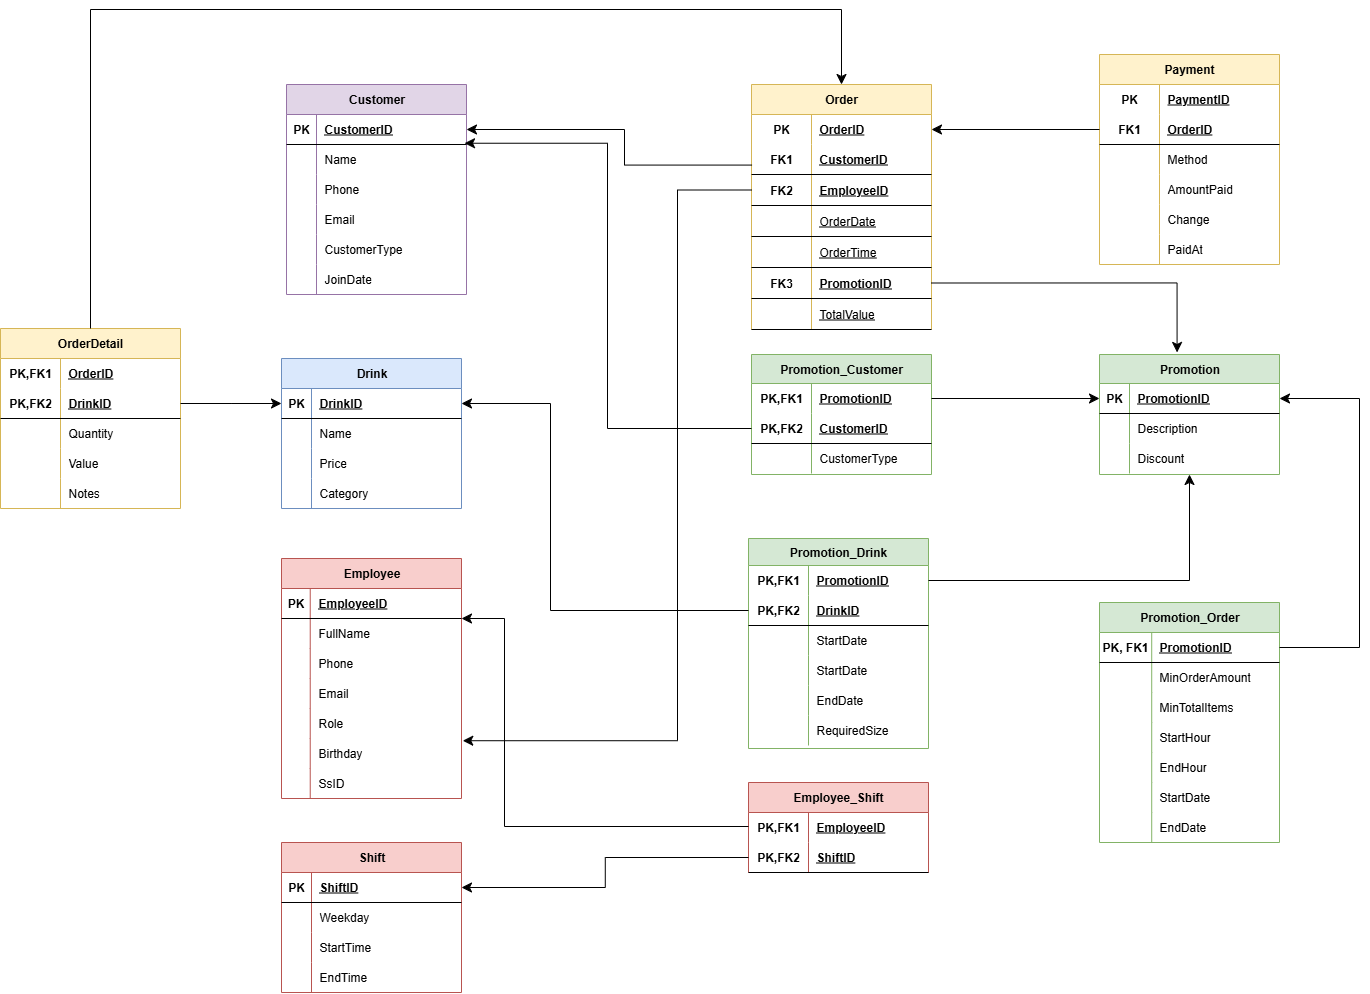 Customer
PK CustomerID
Name
Phone
Email
CustomerType
JoinDate
Order
PK OrderID
FK1 CustomerID
FK2 EmployeeID
OrderDate
OrderTime
FK3 PromotionID
TotalValue
Payment
PK PaymentID
FK1 OrderID
Method
AmountPaid
Change
PaidAt
OrderDetail
PK,FK1 OrderID
PK,FK2 DrinkID
Quantity
Value
Notes
Drink
PK DrinkID
Name
Price
Category
Promotion_Customer
PK,FK1 PromotionID
PK,FK2 CustomerID
CustomerType
Promotion
PK PromotionID
Description
Discount
Employee
PK EmployeeID
FullName
Phone
Email
Role
Birthday
SsID
Promotion_Drink
PK,FK1 PromotionID
PK,FK2 DrinkID
StartDate
StartDate
EndDate
RequiredSize
Promotion_Order
PK, FK1 PromotionID
MinOrderAmount
MinTotalItems
StartHour
EndHour
StartDate
EndDate
Employee_Shift
PK,FK1 EmployeeID
PK,FK2 ShiftID
Shift
PK ShiftID
Weekday
StartTime
EndTime